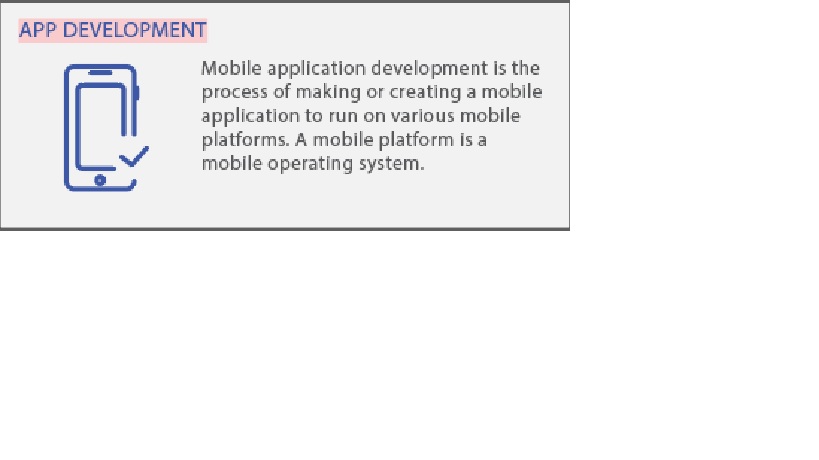 APP DEVELOPMENT
Mobile application development is the
process of making or creating a mobile
application to run on various mobile
platforms. A mobile platform is a
mobile operating system.